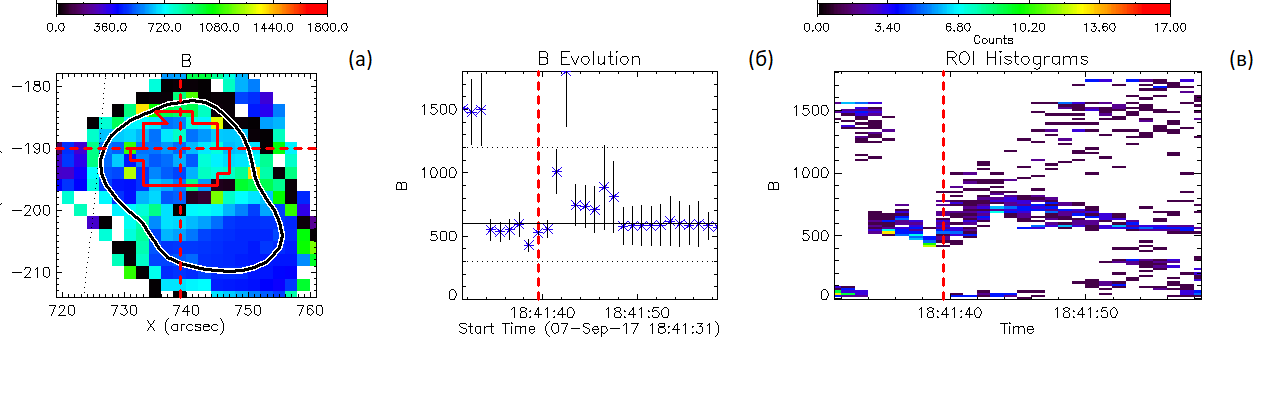 0.0 360.0 720.0 1080.0 1440.0 1800.0
0.0 3.40 6.80 10.20 13.60 17.00
Counts
B (а)
B Evolution (б)
ROI Histograms (в)
−180
−190
−200
−210
720 730 740 750 760
X (arcsec)
B
1500
1000
500
0
18:41:40 18:41:50
Start Time (07-Sep-17 18:41:31)
B
1500
1000
500
0
18:41:40 18:41:50
Time